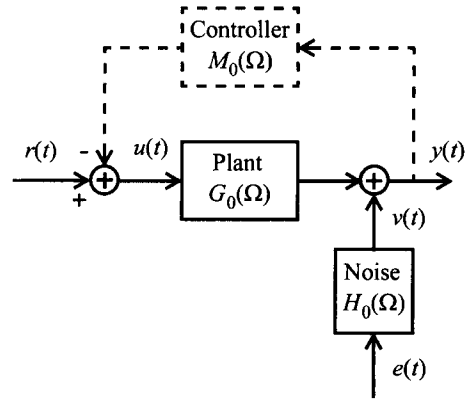 Controller
M₀(Ω)
r(t)
-
u(t)
Plant
G₀(Ω)
y(t)
+
+
+
v(t)
Noise
H₀(Ω)
e(t)